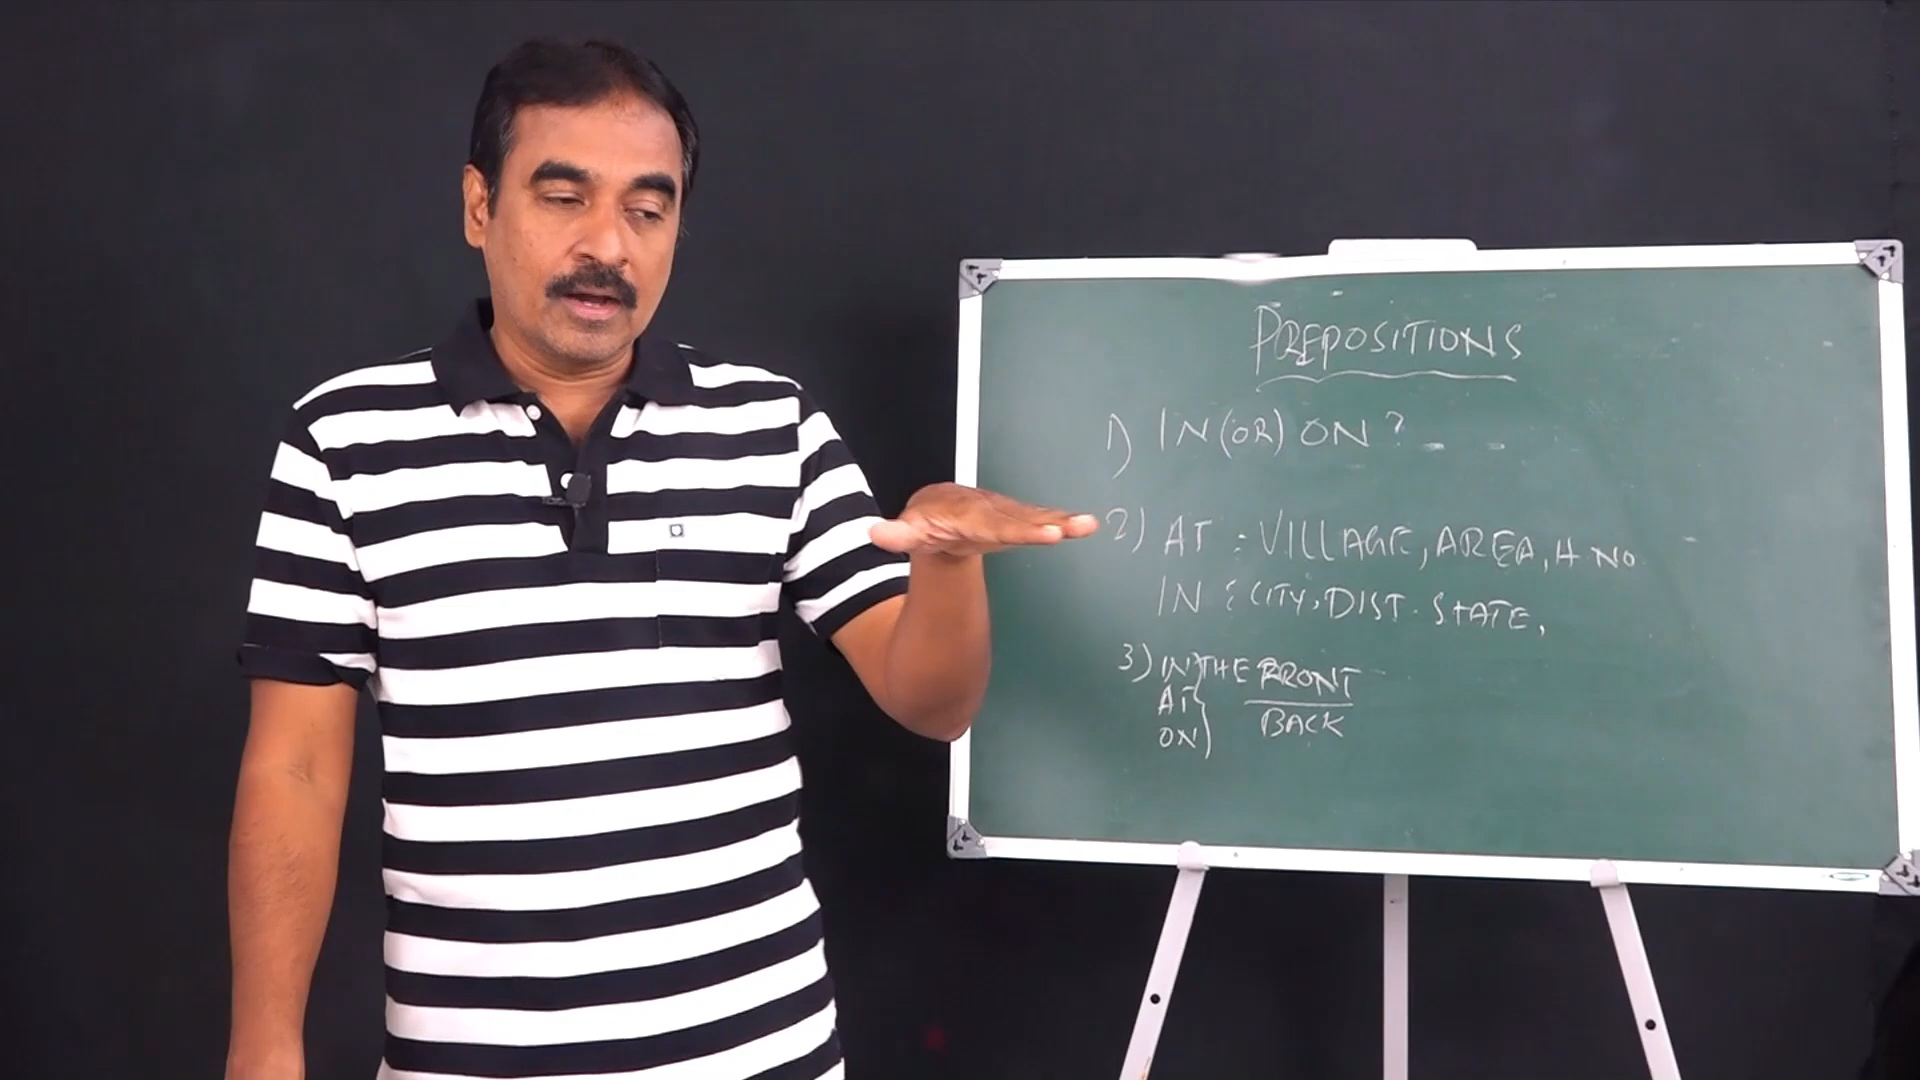 PREPOSITIONS
1) IN (OR) ON ?
2) AT : VILLAGE, AREA, H. NO
IN : CITY, DIST. STATE,
3) IN THE FRONT
AT
BACK
ON